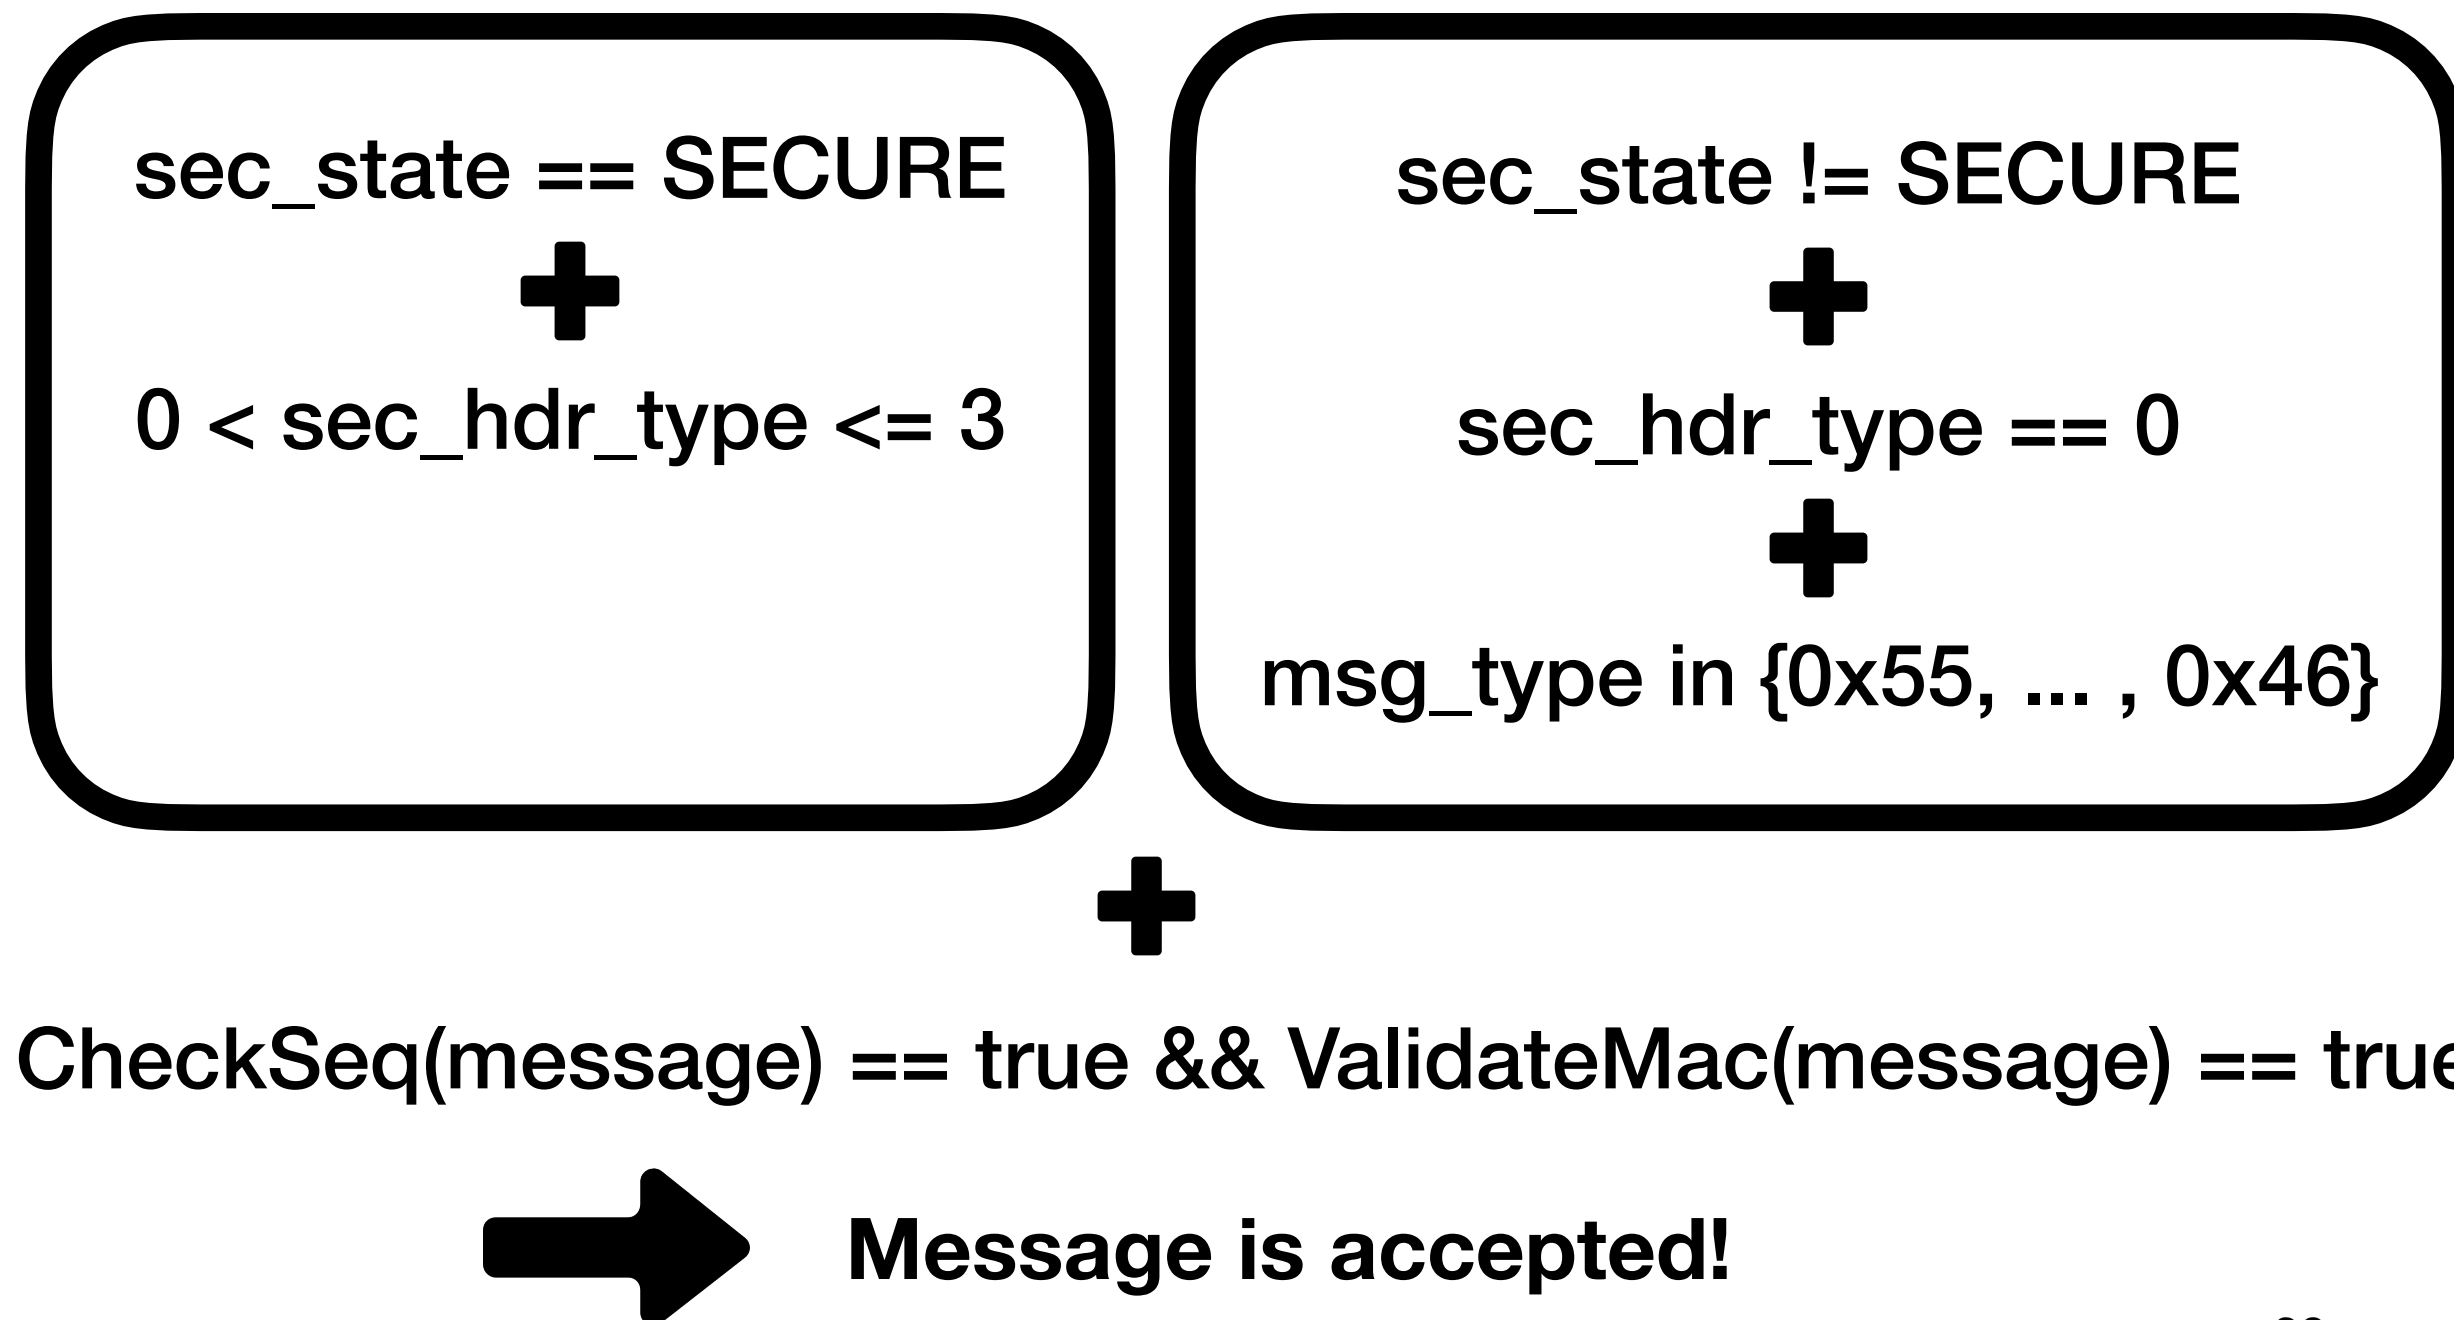 sec_state == SECURE
0 < sec_hdr_type <= 3
sec_state != SECURE
sec_hdr_type == 0
msg_type in {0x55, ... , 0x46}
CheckSeq(message) == true && ValidateMac(message) == true
Message is accepted!